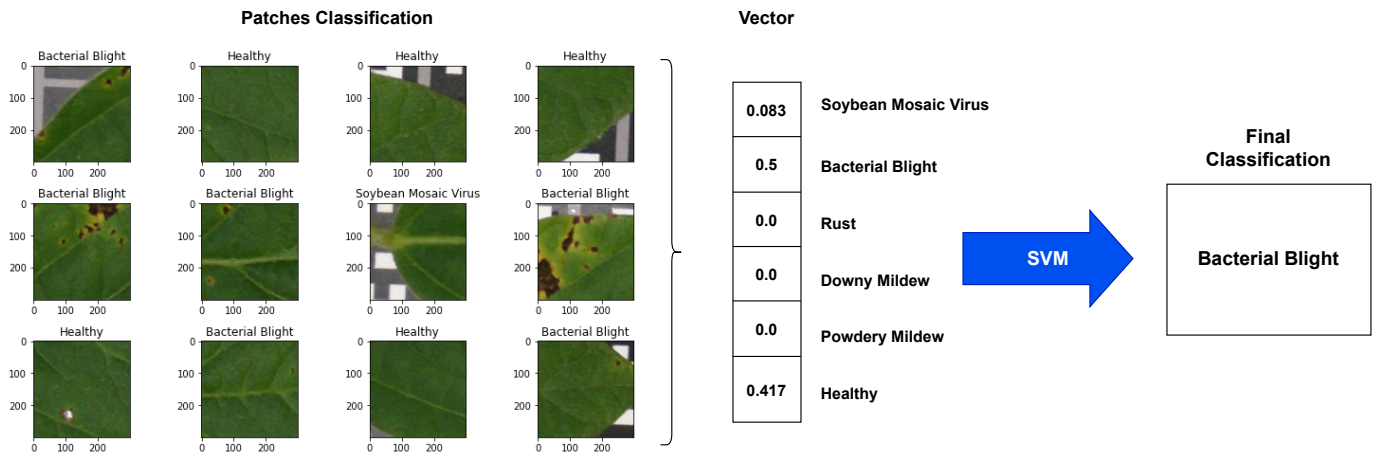 Patches Classification
Vector
Bacterial Blight
Healthy
Healthy
Healthy
0
100
200
0 200
0
100
200
0 200
0
100
200
0 200
0
100
200
0 200
Bacterial Blight
Bacterial Blight
Soybean Mosaic Virus
Bacterial Blight
0
100
200
0 100 200
0
100
200
0 100 200
0
100
200
0 100 200
0
100
200
0 100 200
Healthy
Bacterial Blight
Healthy
Bacterial Blight
0
100
200
0 100 200
0
100
200
0 100 200
0
100
200
0 100 200
0
100
200
0 100 200
0.083 Soybean Mosaic Virus
0.5 Bacterial Blight
0.0 Rust
0.0 Downy Mildew
0.0 Powdery Mildew
0.417 Healthy
SVM
Final
Classification
Bacterial Blight